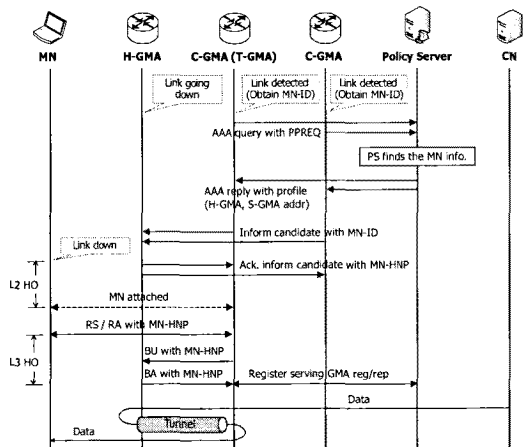 MN H-GMA C-GMA (T-GMA) C-GMA Policy Server CN
Link going
down
Link detected
(Obtain MN-ID)
Link detected
(Obtain MN-ID)
AAA query with PPREQ
PS finds the MN info.
AAA reply with profile
(H-GMA, S-GMA addr)
Inform candidate with MN-ID
Link down
Ack. inform candidate with MN-HNP
L2 HO
MN attached
RS / RA with MN-HNP
L3 HO
BU with MN-HNP
BA with MN-HNP
Register serving GMA reg/rep
Data
Tunnel
Data